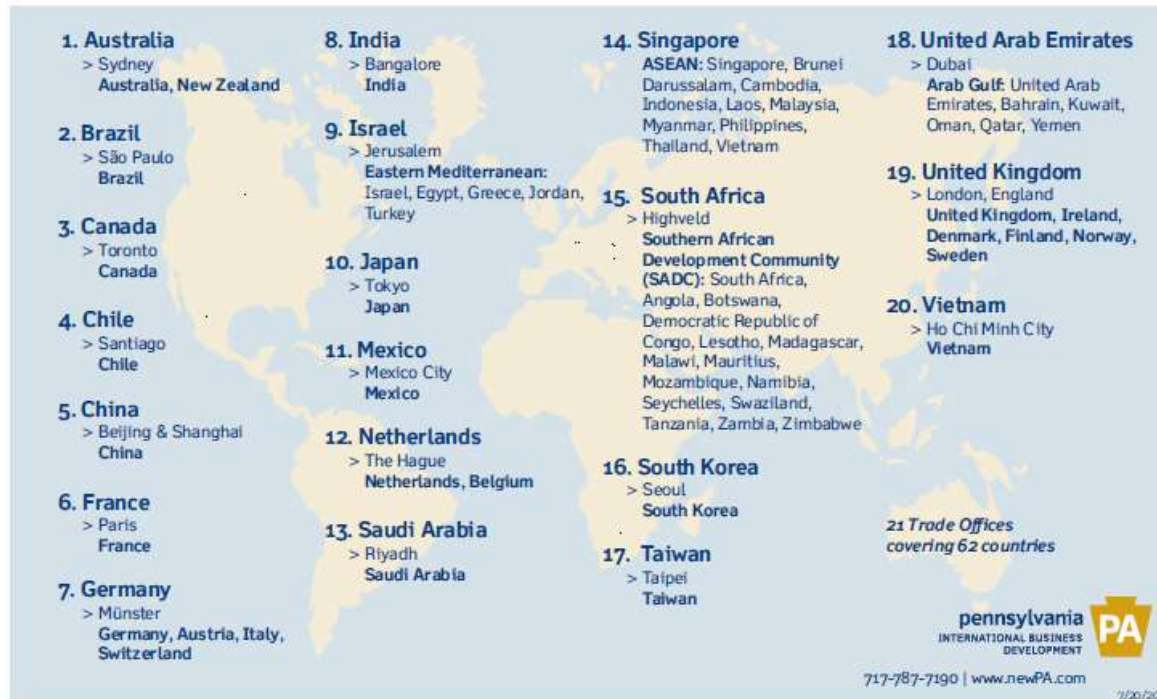 1. Australia
> Sydney
Australia, New Zealand
2. Brazil
> São Paulo
Brazil
3. Canada
> Toronto
Canada
4. Chile
> Santiago
Chile
5. China
> Beijing & Shanghai
China
6. France
> Paris
France
7. Germany
> Münster
Germany, Austria, Italy,
Switzerland
8. India
> Bangalore
India
9. Israel
> Jerusalem
Eastern Mediterranean:
Israel, Egypt, Greece, Jordan,
Turkey
10. Japan
> Tokyo
Japan
11. Mexico
> Mexico City
Mexico
12. Netherlands
> The Hague
Netherlands, Belgium
13. Saudi Arabia
> Riyadh
Saudi Arabia
14. Singapore
ASEAN: Singapore, Brunei
Darussalam, Cambodia,
Indonesia, Laos, Malaysia,
Myanmar, Philippines,
Thailand, Vietnam
15. South Africa
> Highveld
Southern African
Development Community
(SADC): South Africa,
Angola, Botswana,
Democratic Republic of
Congo, Lesotho, Madagascar,
Malawi, Mauritius,
Mozambique, Namibia,
Seychelles, Swaziland,
Tanzania, Zambia, Zimbabwe
16. South Korea
> Seoul
South Korea
17. Taiwan
> Taipei
Taiwan
18. United Arab Emirates
> Dubai
Arab Gulf: United Arab
Emirates, Bahrain, Kuwait,
Oman, Qatar, Yemen
19. United Kingdom
> London, England
United Kingdom, Ireland,
Denmark, Finland, Norway,
Sweden
20. Vietnam
> Ho Chi Minh City
Vietnam
21 Trade Offices
covering 62 countries
pennsylvania PA
INTERNATIONAL BUSINESS
DEVELOPMENT
717-787-7190 | www.newPA.com